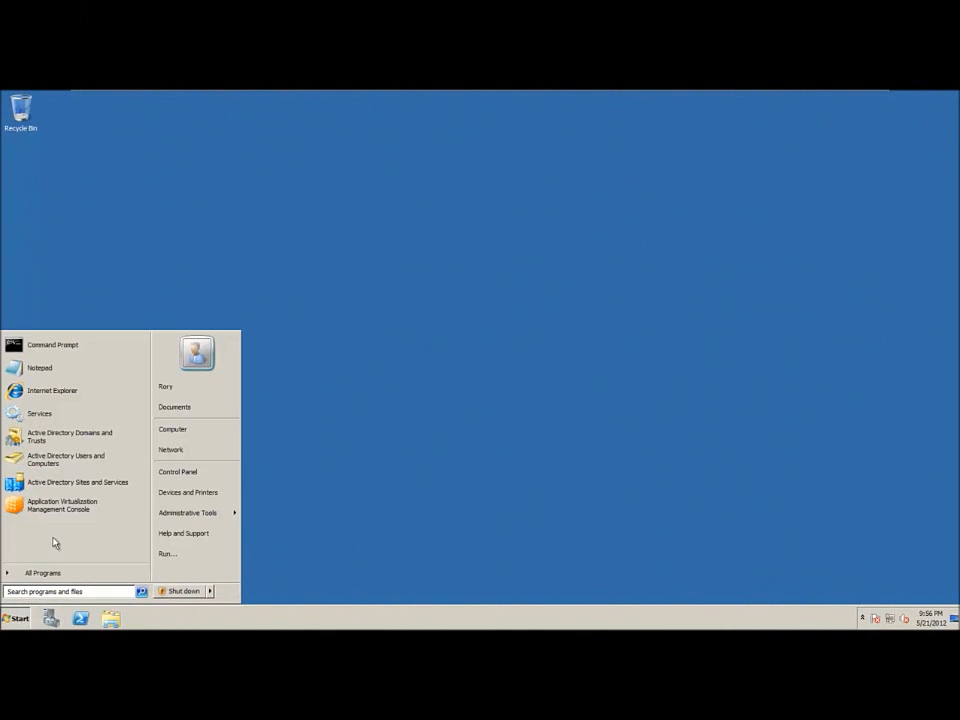 Recycle Bin
Command Prompt
Notepad
Internet Explorer
Services
Active Directory Domains and
Trusts
Active Directory Users and
Computers
Active Directory Sites and Services
Application Virtualization
Management Console
All Programs
Search programs and files
Rory
Documents
Computer
Network
Control Panel
Devices and Printers
Administrative Tools
Help and Support
Run...
Shut down
Start
9:56 PM
5/21/2012